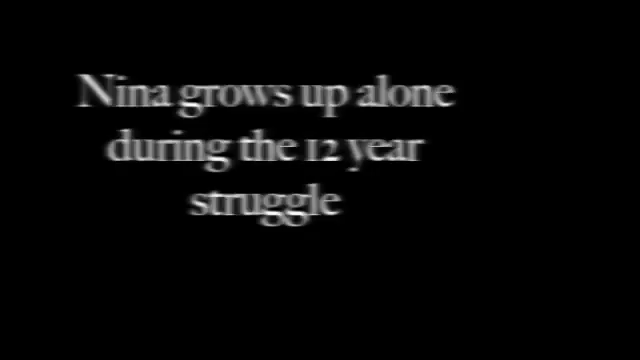 Nina grows up alone
during the 12 year
struggle